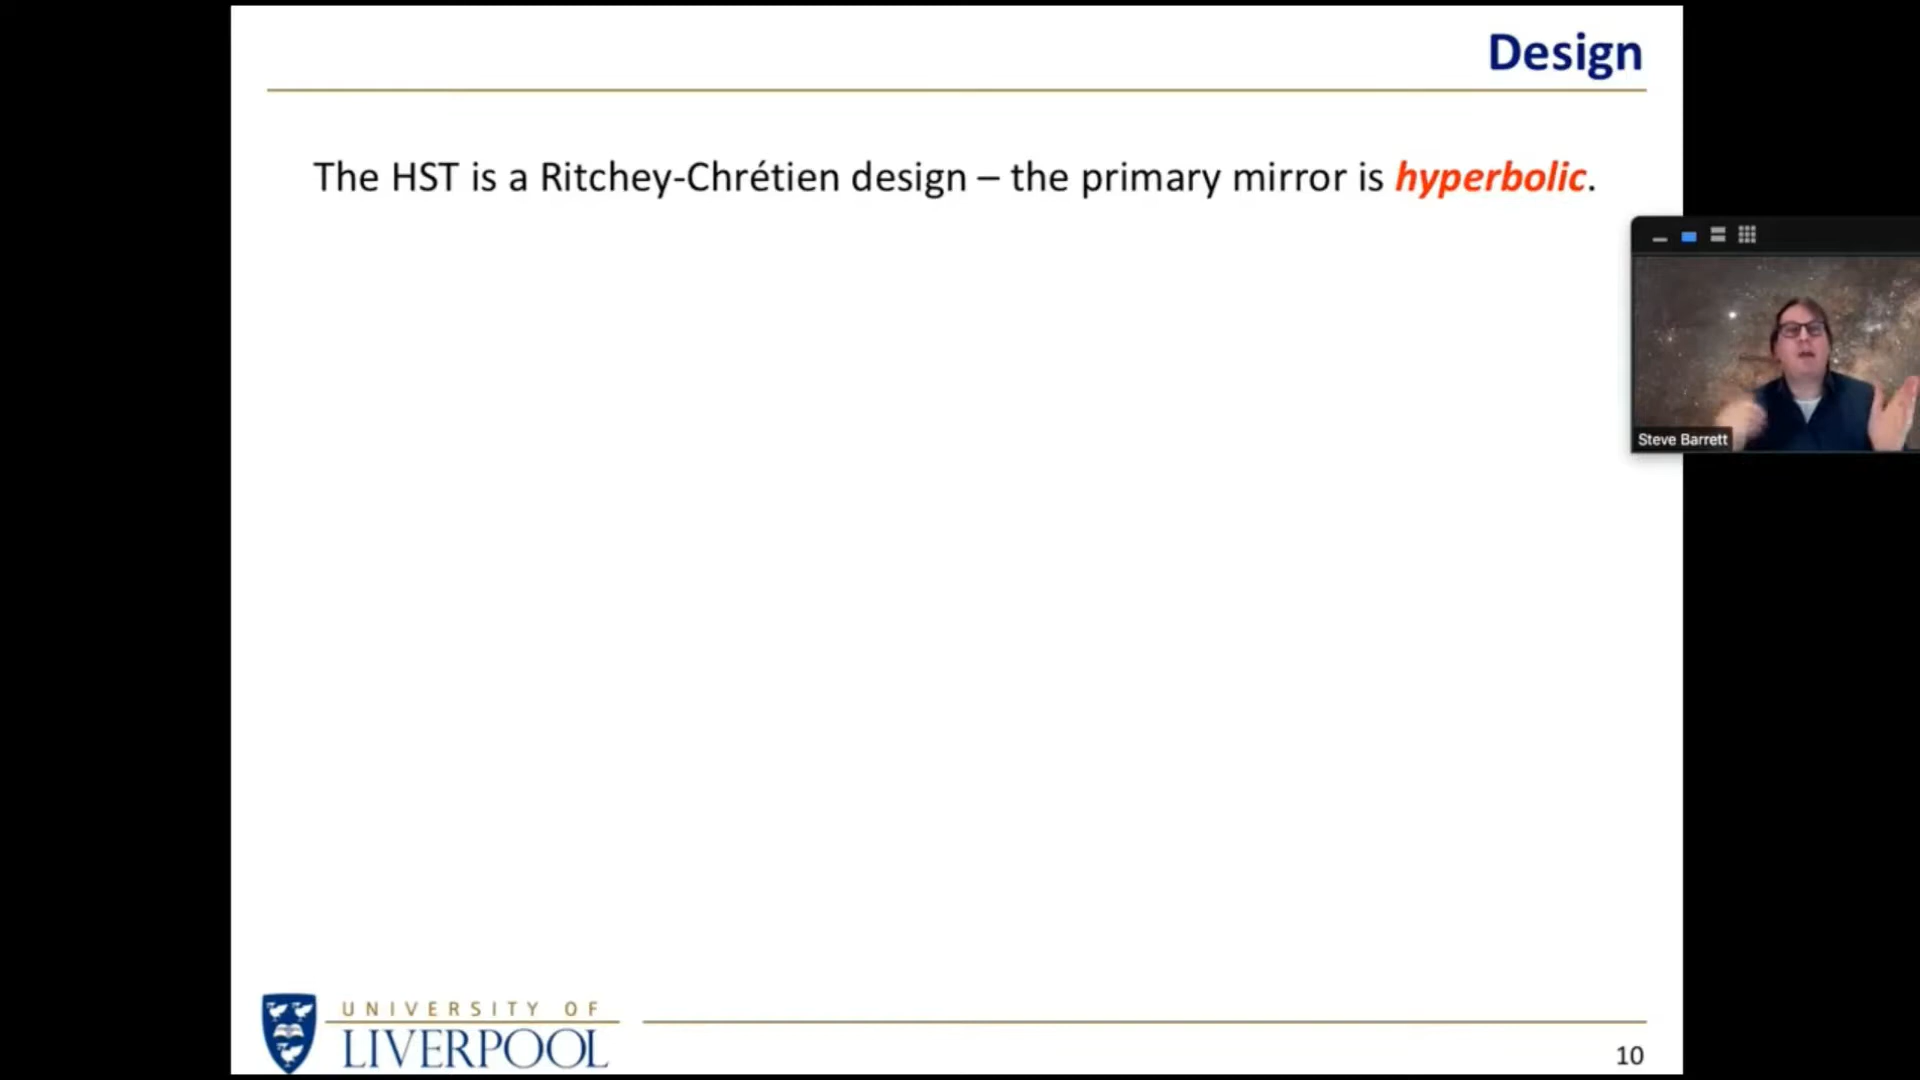 Design
The HST is a Ritchey-Chrétien design – the primary mirror is hyperbolic.
Steve Barrett
UNIVERSITY OF
LIVERPOOL
10